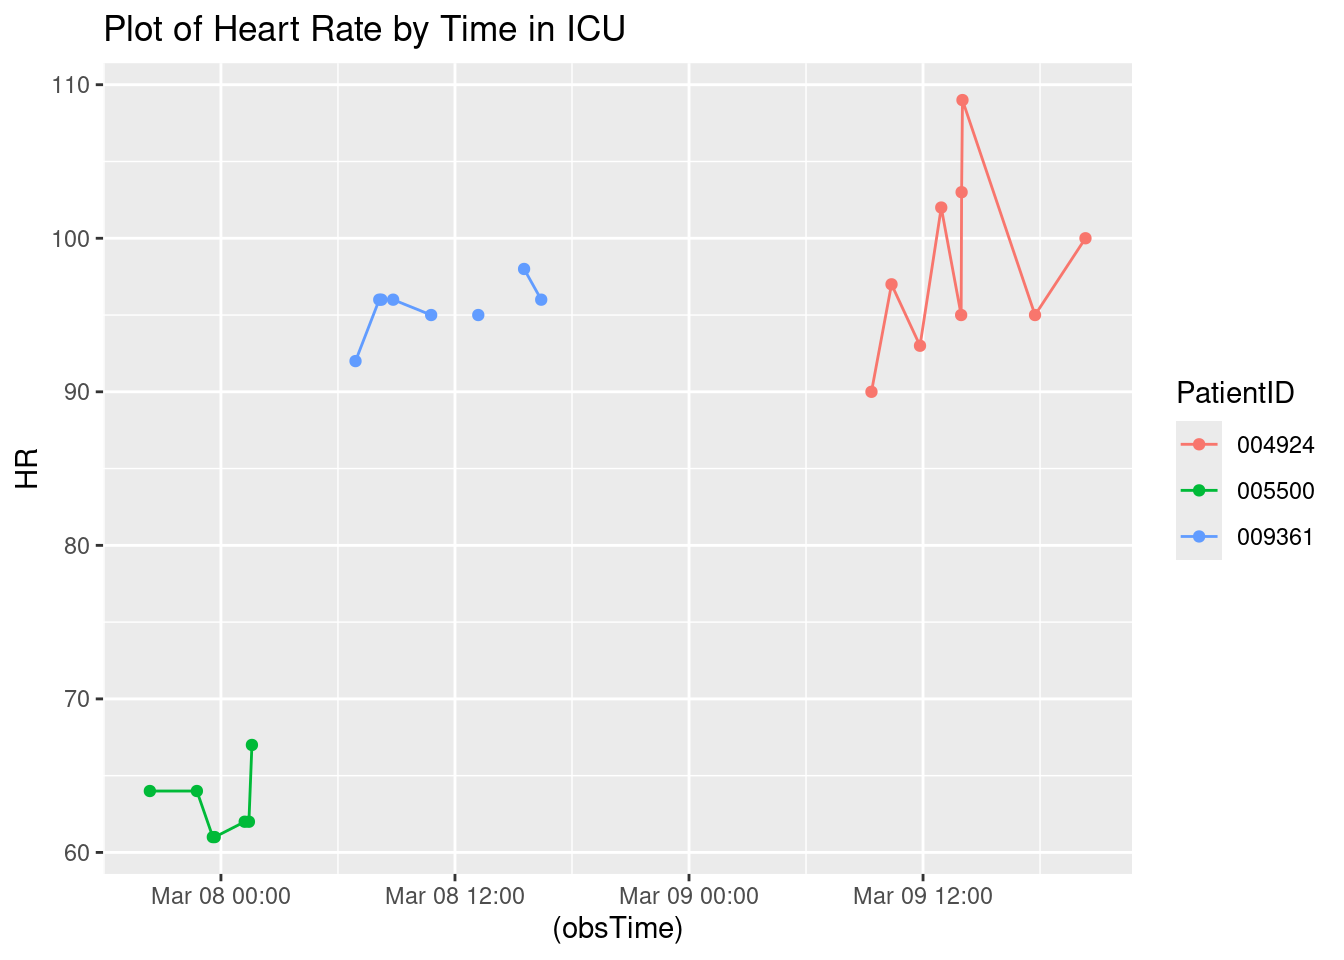 Plot of Heart Rate by Time in ICU
110
100
90
80
70
60
HR
Mar 08 00:00 Mar 08 12:00 Mar 09 00:00 Mar 09 12:00
(obsTime)
PatientID
004924
005500
009361